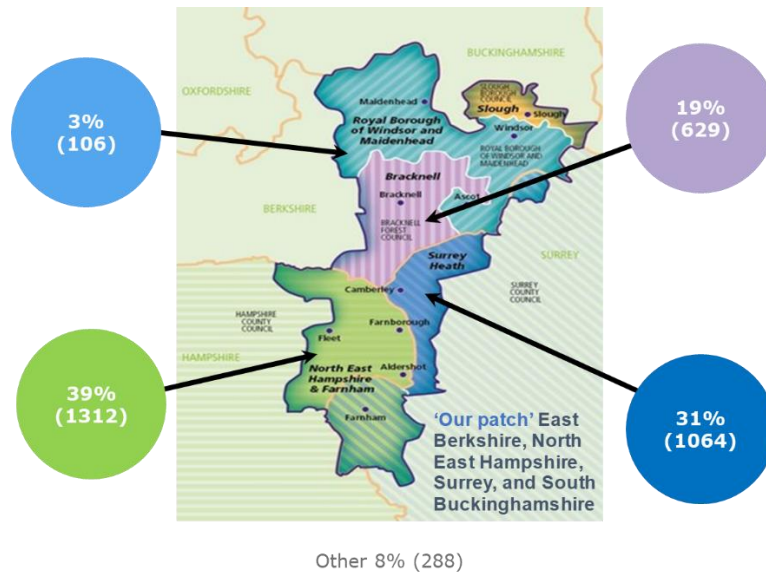 BUCKINGHAMSHIRE
OXFORDSHIRE
3%
(106)
19%
(629)
SLOUGH
BOROUGH
COUNCIL
Slough
Slough
Maidenhead
Royal Borough
of Windsor and
Maidenhead
Windsor
ROYAL BOROUGH
OF WINDSOR AND
MAIDENHEAD
Bracknell
Bracknell
Ascot
BERKSHIRE
BRACKNELL
FOREST
COUNCIL
SURREY
Surrey
Heath
SURREY
COUNTY
COUNCIL
Camberley
HAMPSHIRE
COUNTY
COUNCIL
Farnborough
Fleet
HAMPSHIRE
North East
Hampshire
& Farnham
Aldershot
Farnham
39%
(1312)
31%
(1064)
‘Our patch’ East
Berkshire, North
East Hampshire,
Surrey, and South
Buckinghamshire
Other 8% (288)